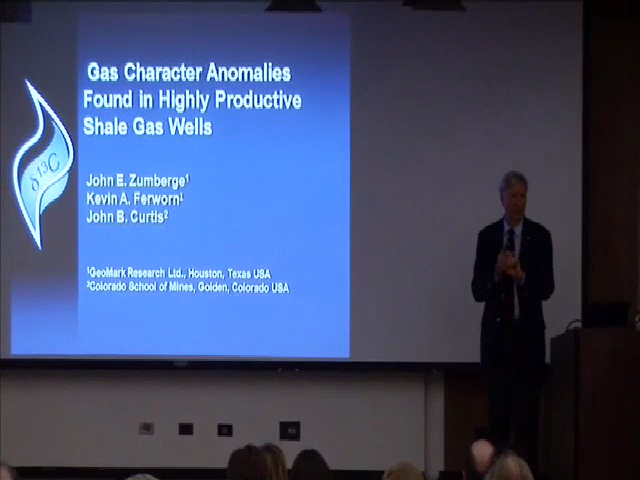 Gas Character Anomalies
Found in Highly Productive
Shale Gas Wells
δ13C
John E. Zumberge¹
Kevin A. Ferworn¹
John B. Curtis²
¹GeoMark Research Ltd., Houston, Texas USA
²Colorado School of Mines, Golden, Colorado USA